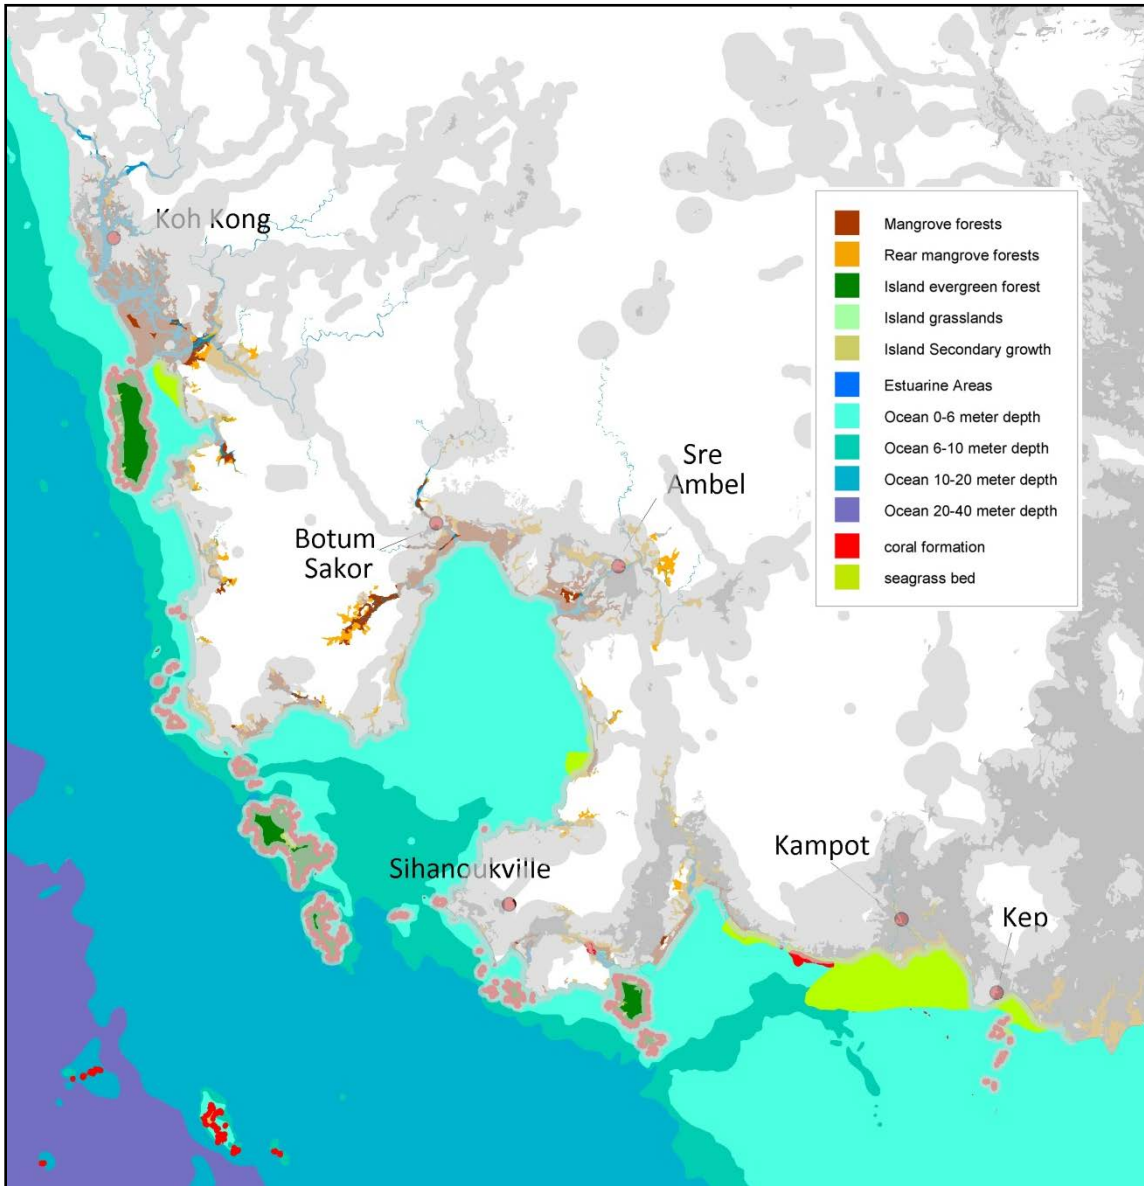 Koh Kong
Mangrove forests
Rear mangrove forests
Island evergreen forest
Island grasslands
Island Secondary growth
Estuarine Areas
Ocean 0-6 meter depth
Ocean 6-10 meter depth
Ocean 10-20 meter depth
Ocean 20-40 meter depth
coral formation
seagrass bed
Sre
Ambel
Botum
Sakor
Sihanoukville
Kampot
Kep